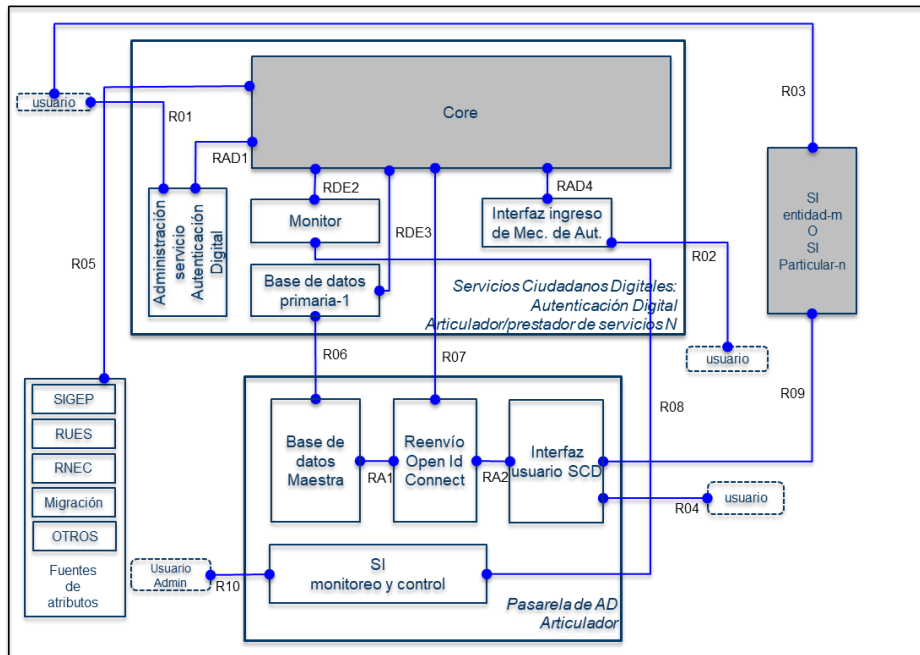 usuario
R01
RAD1
Core
R03
RDE2
RAD4
RDE3
Administración
servicio
Autenticación
Digital
Monitor
Interfaz ingreso
de Mec. de Aut.
SI
entidad-m
O
SI
Particular-n
R05
R02
Base de datos
primaria-1
Servicios Ciudadanos Digitales:
Autenticación Digital
Articulador/prestador de servicios N
usuario
R06
R07
R09
R08
SIGEP
RUES
RNEC
Migración
OTROS
Fuentes
de
atributos
Base de
datos
Maestra
RA1
Reenvío
Open Id
Connect
RA2
Interfaz
usuario SCD
R04
usuario
Usuario
Admin
R10
SI
monitoreo y control
Pasarela de AD
Articulador